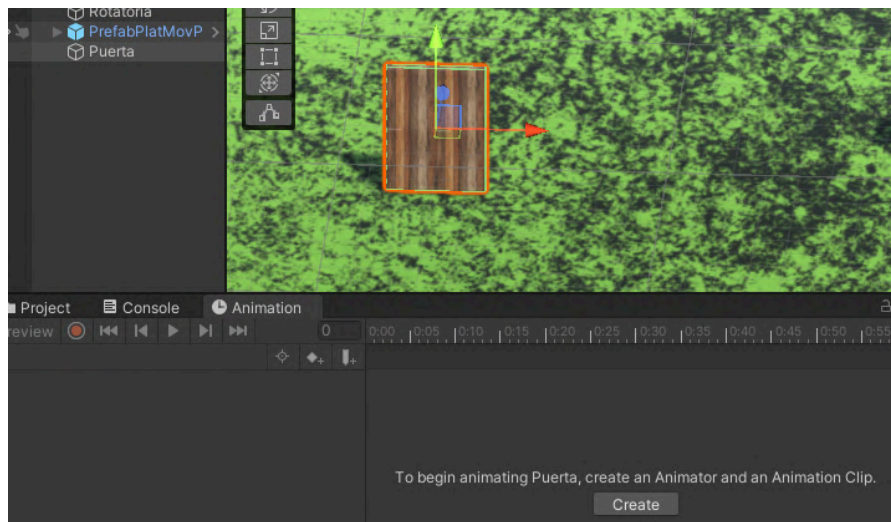 Rotatoria
PrefabPlatMovP
Puerta
Project
Console
Animation
review
0
0:00
0:05
0:10
0:15
0:20
0:25
0:30
0:35
0:40
0:45
0:50
0:55
To begin animating Puerta, create an Animator and an Animation Clip.
Create